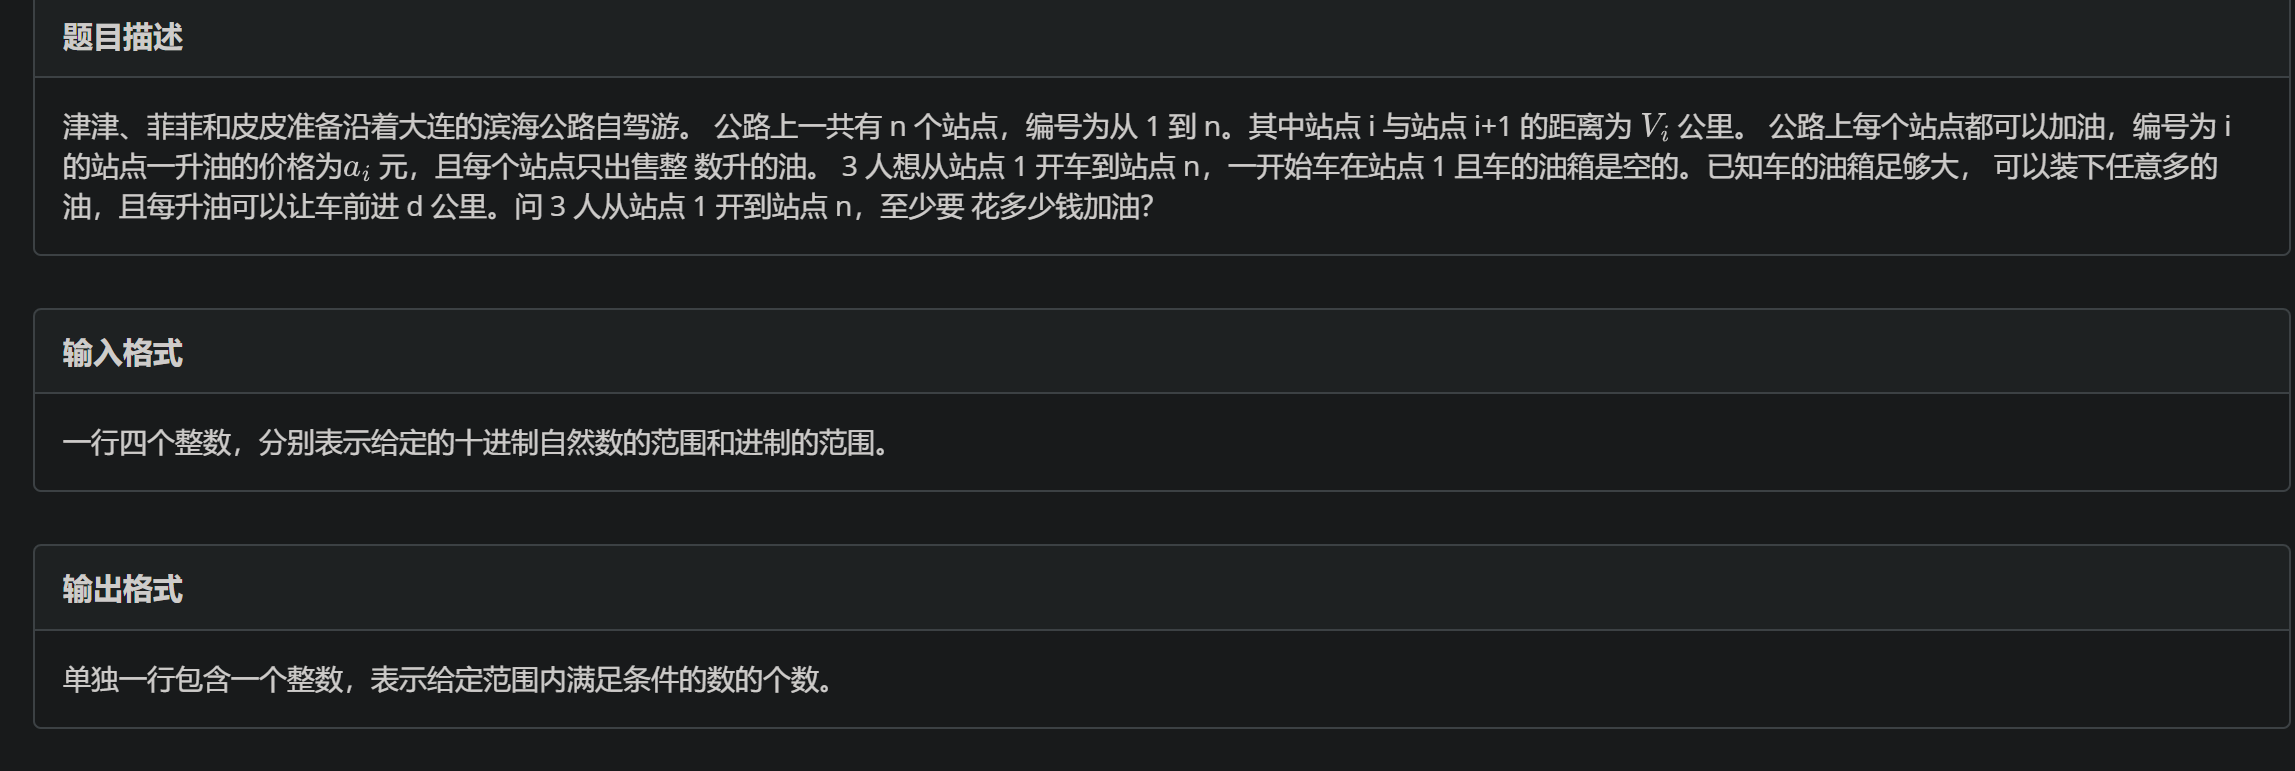 题目描述
津津、菲菲和皮皮准备沿着大连的滨海公路自驾游。 公路上一共有 n 个站点，编号为从 1 到 n。其中站点 i 与站点 i+1 的距离为 V_i 公里。 公路上每个站点都可以加油，编号为 i
的站点一升油的价格为a_i 元，且每个站点只出售整 数升的油。 3 人想从站点 1 开车到站点 n，一开始车在站点 1 且车的油箱是空的。已知车的油箱足够大， 可以装下任意多的
油，且每升油可以让车前进 d 公里。问 3 人从站点 1 开到站点 n，至少要 花多少钱加油？
输入格式
一行四个整数，分别表示给定的十进制自然数的范围和进制的范围。
输出格式
单独一行包含一个整数，表示给定范围内满足条件的数的个数。